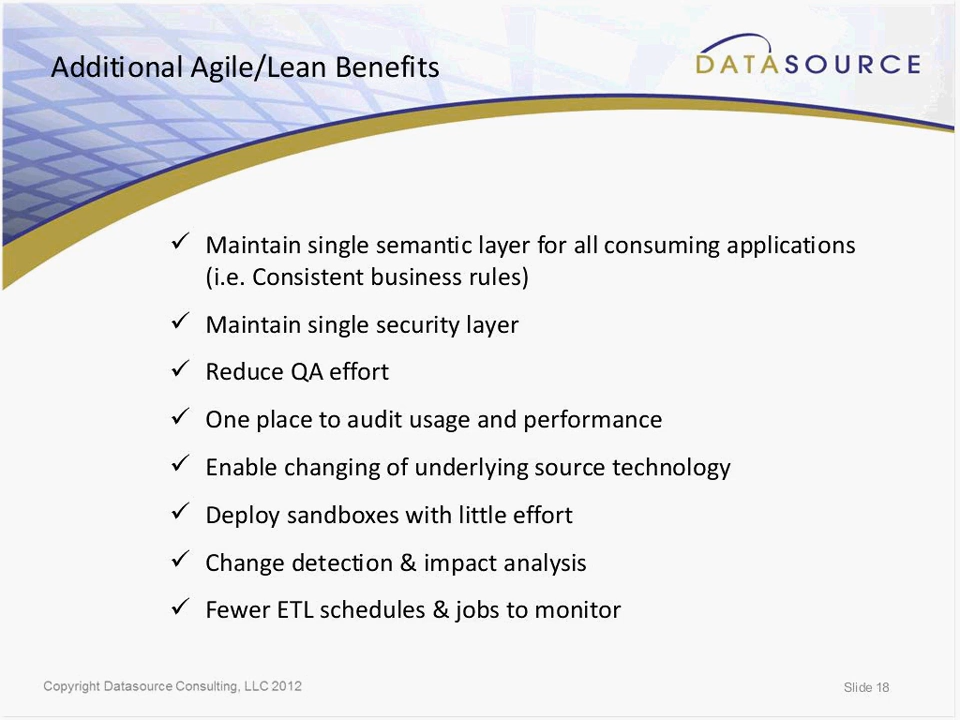 Additional Agile/Lean Benefits
DATASOURCE
✓ Maintain single semantic layer for all consuming applications
(i.e. Consistent business rules)
✓ Maintain single security layer
✓ Reduce QA effort
✓ One place to audit usage and performance
✓ Enable changing of underlying source technology
✓ Deploy sandboxes with little effort
✓ Change detection & impact analysis
✓ Fewer ETL schedules & jobs to monitor
Copyright Datasource Consulting, LLC 2012
Slide 18